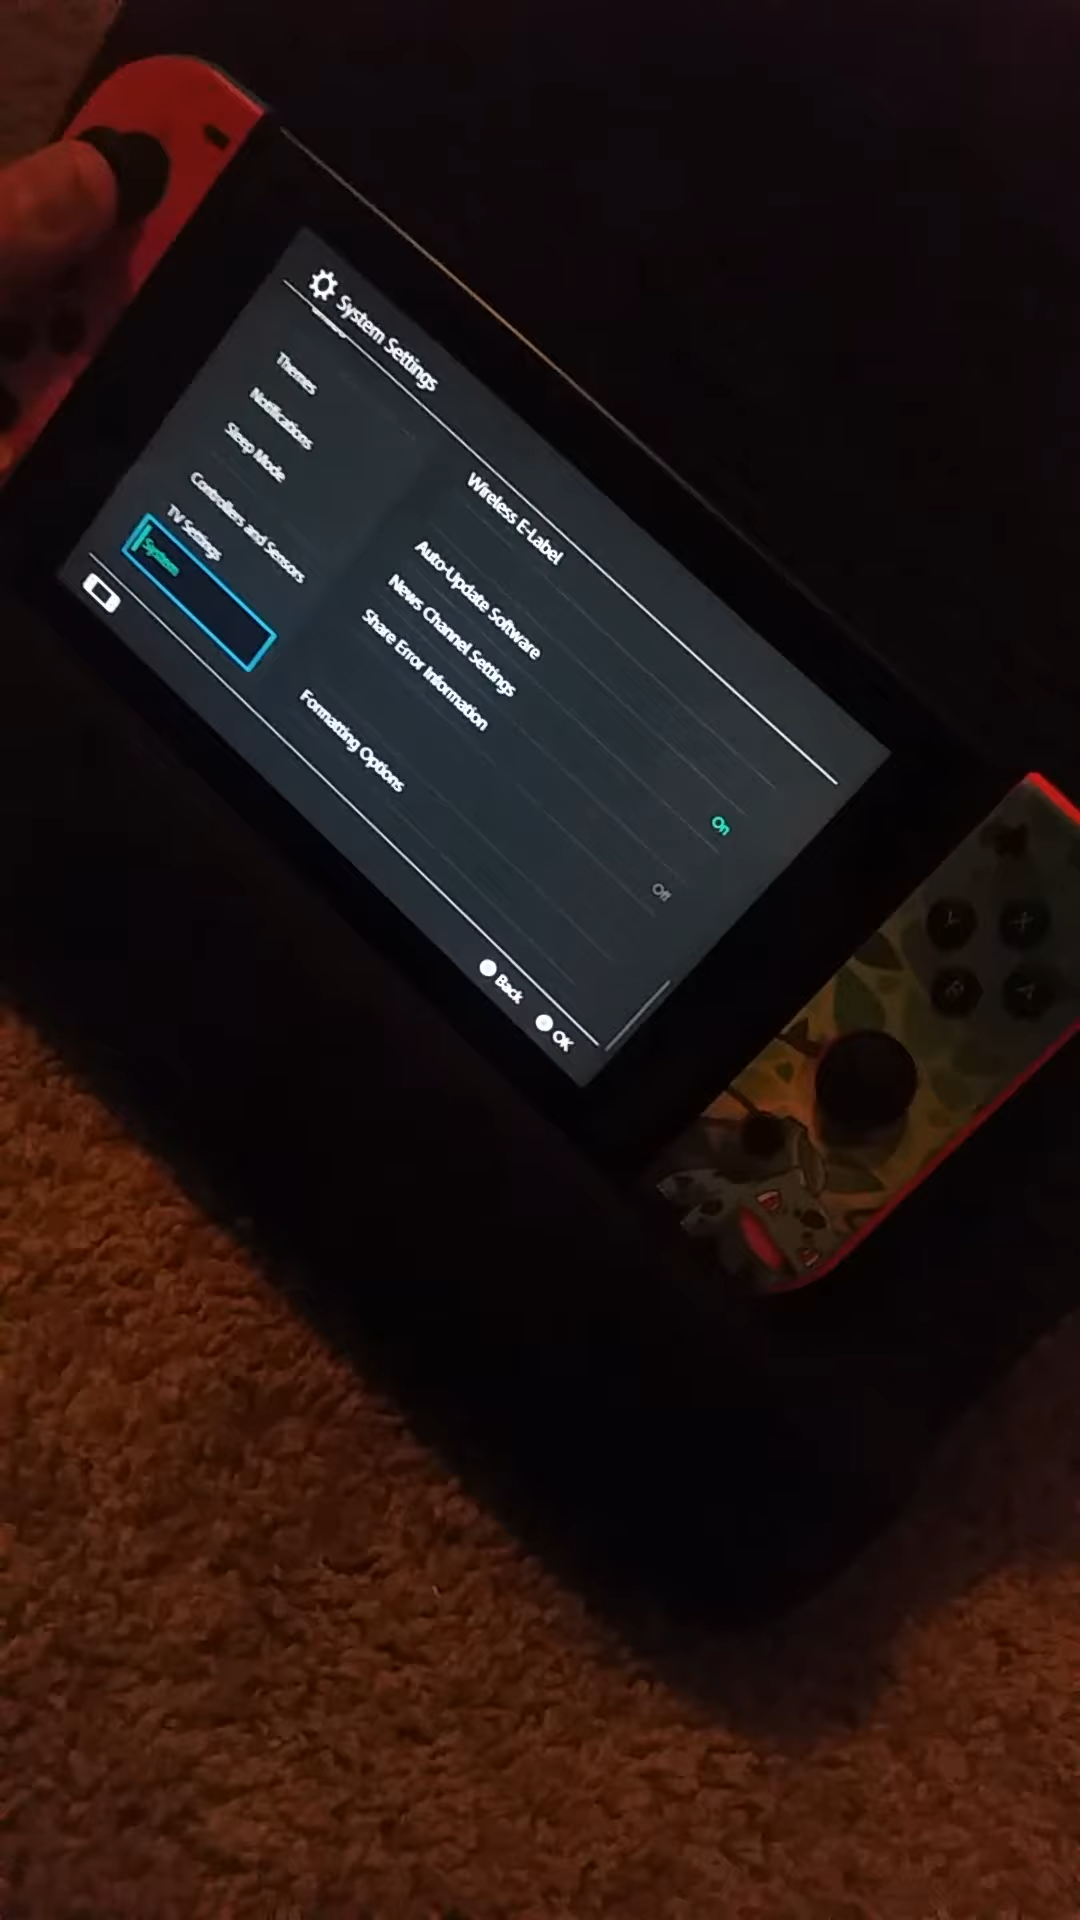 System Settings
Themes
Notifications
Sleep Mode
Controllers and Sensors
TV Settings
System
Wireless E-Label
Auto-Update Software
On
News Channel Settings
Share Error Information
Off
Formatting Options
Back
OK